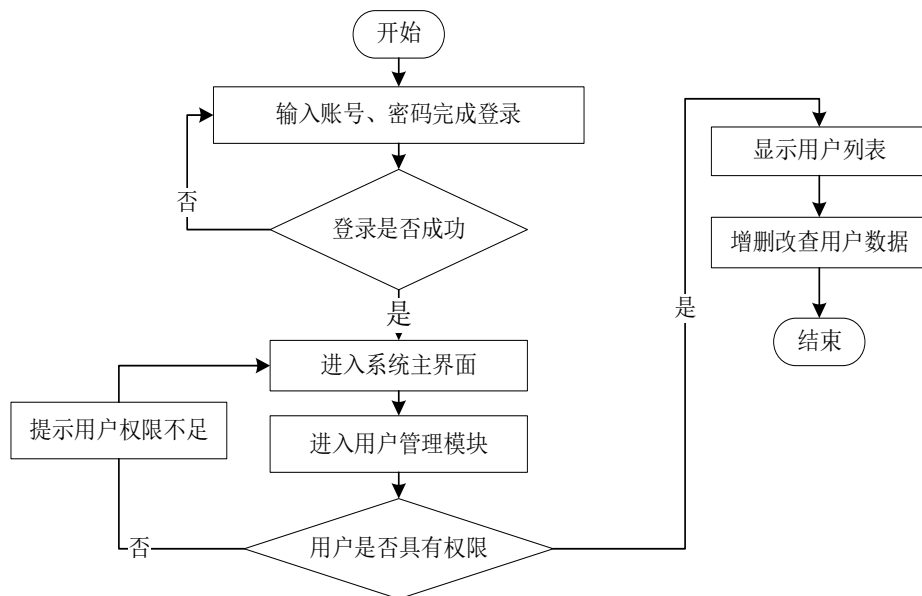 开始
输入账号、密码完成登录
否
登录是否成功
是
进入系统主界面
提示用户权限不足
进入用户管理模块
否
用户是否具有权限
是
显示用户列表
增删改查用户数据
结束